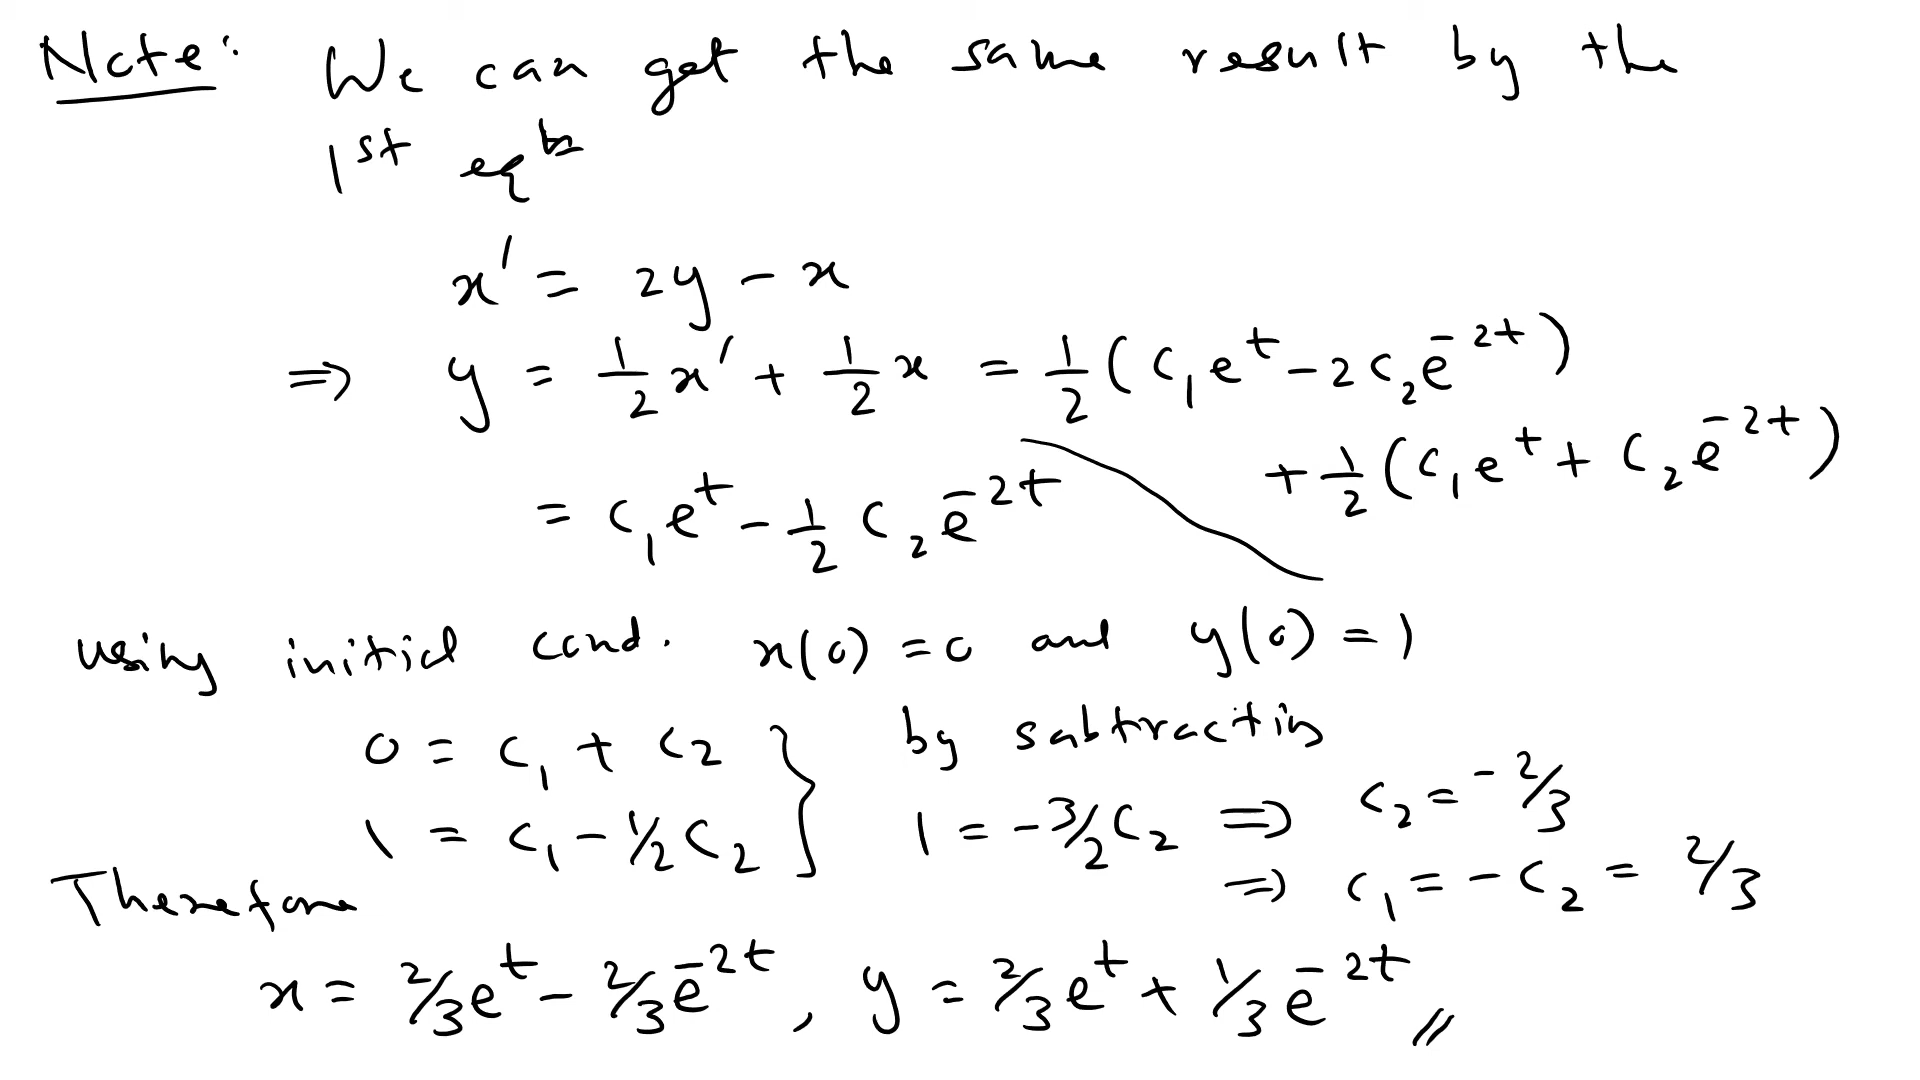 Note: We can get the same result by the
1st eqn
x' = 2y - x
⇒ y = 1/2 x' + 1/2 x = 1/2 (c₁e^t - 2c₂e^-2t)
+ 1/2 (c₁e^t + c₂e^-2t)
= c₁e^t - 1/2 c₂e^-2t
using initial cond. x(0) = 0 and y(0) = 1
0 = c₁ + c₂ } by subtraction
1 = c₁ - 1/2 c₂ } 1 = -3/2 c₂ ⇒ c₂ = -2/3
⇒ c₁ = -c₂ = 2/3
Therefore
x = 2/3 e^t - 2/3 e^-2t, y = 2/3 e^t + 1/3 e^-2t //